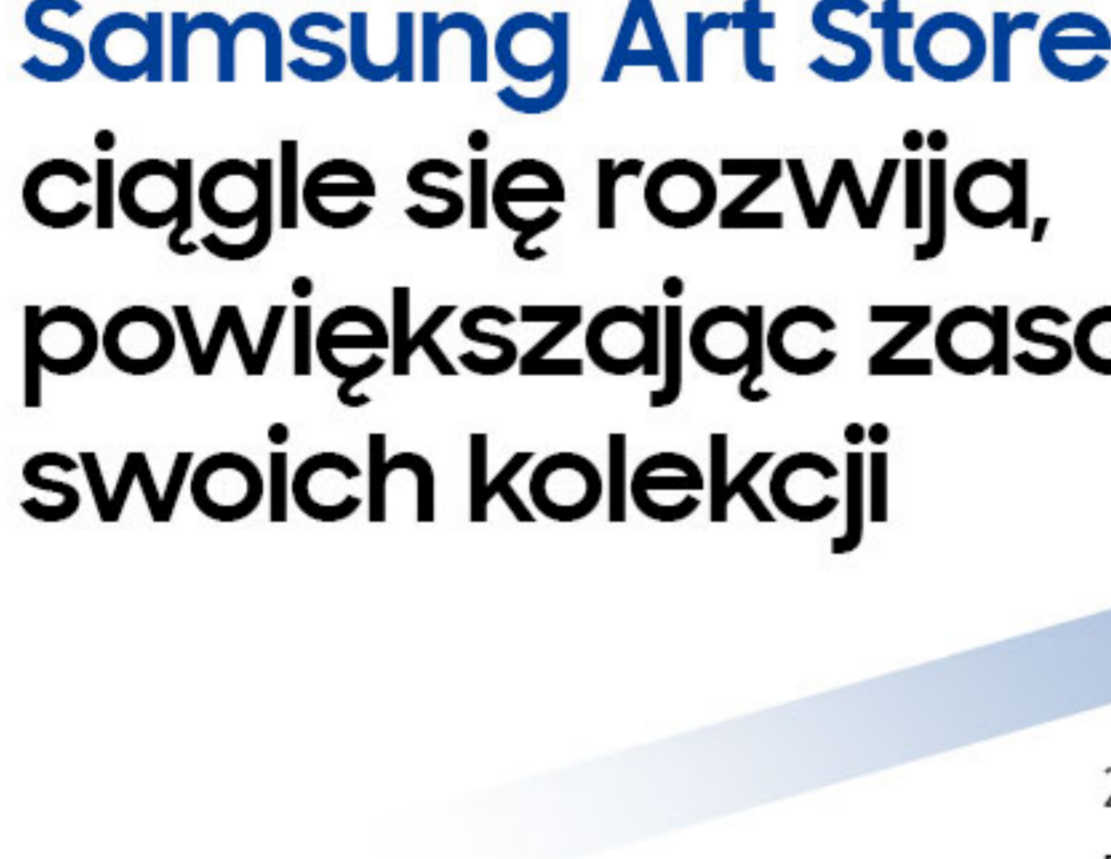 Samsung Art Store
ciągle się rozwija,
powiększając
swoich kolekcji